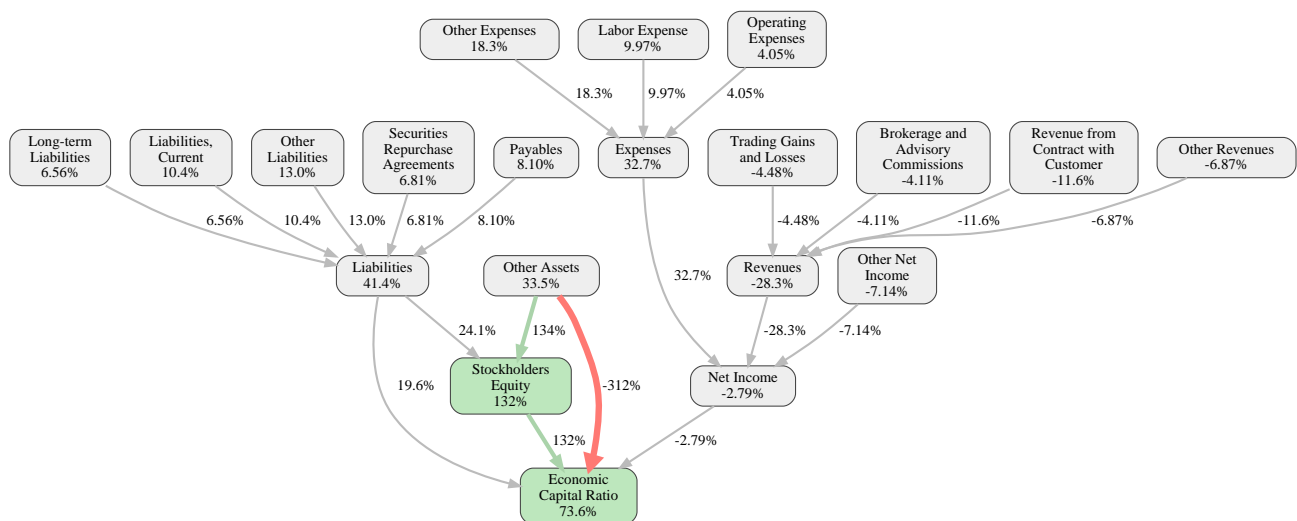 Other Expenses
18.3%
Labor Expense
9.97%
Operating
Expenses
4.05%
18.3%
9.97%
4.05%
Long-term
Liabilities
6.56%
Liabilities,
Current
10.4%
Other
Liabilities
13.0%
Securities
Repurchase
Agreements
6.81%
Payables
8.10%
Expenses
32.7%
Trading Gains
and Losses
-4.48%
Brokerage and
Advisory
Commissions
-4.11%
Revenue from
Contract with
Customer
-11.6%
Other Revenues
-6.87%
6.56%
10.4%
13.0%
6.81%
8.10%
-4.48%
-4.11%
-11.6%
-6.87%
Liabilities
41.4%
Other Assets
33.5%
32.7%
Revenues
-28.3%
Other Net
Income
-7.14%
24.1%
134%
-28.3%
-7.14%
Stockholders
Equity
132%
19.6%
-312%
Net Income
-2.79%
132%
-2.79%
Economic
Capital Ratio
73.6%